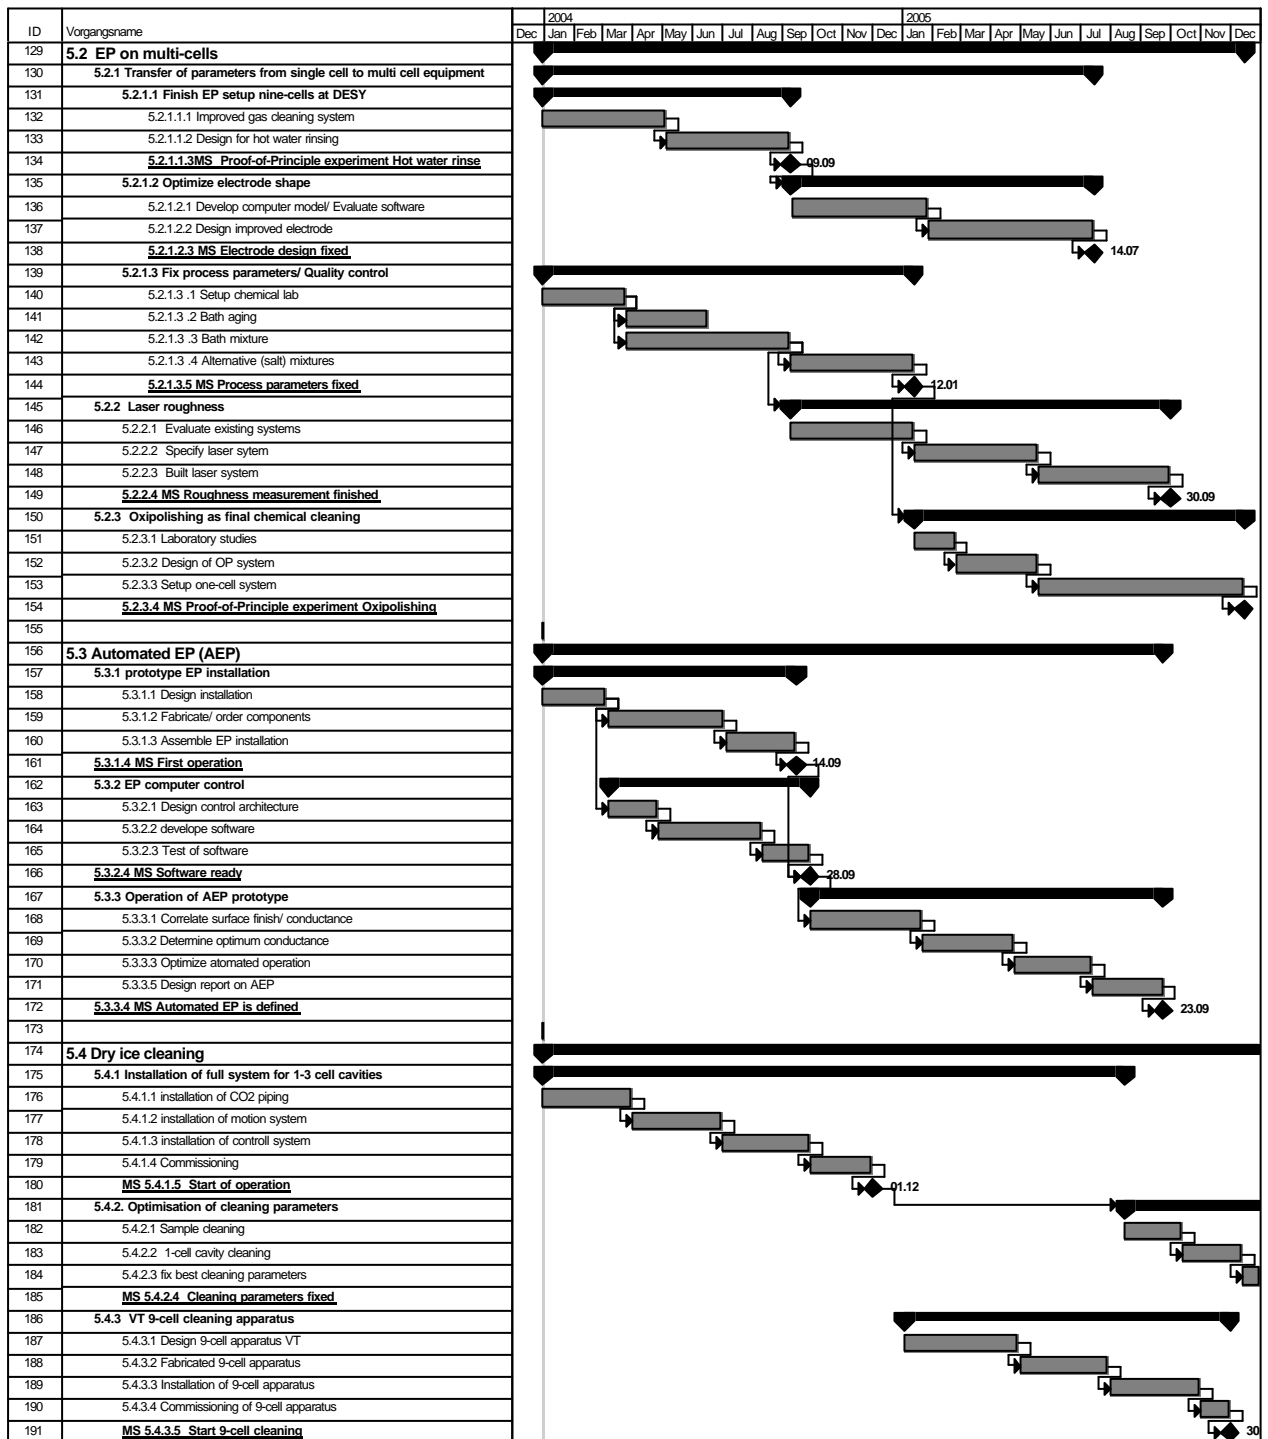 2004 2005
ID Vorgangsname Dec Jan Feb Mar Apr May Jun Jul Aug Sep Oct Nov Dec Jan Feb Mar Apr May Jun Jul Aug Sep Oct Nov Dec
129 5.2 EP on multi-cells
130 5.2.1 Transfer of parameters from single cell to multi cell equipment
131 5.2.1.1 Finish EP setup nine-cells at DESY
132 5.2.1.1.1 Improved gas cleaning system
133 5.2.1.1.2 Design for hot water rinsing
134 5.2.1.1.3MS Proof-of-Principle experiment Hot water rinse 09.09
135 5.2.1.2 Optimize electrode shape
136 5.2.1.2.1 Develop computer model/ Evaluate software
137 5.2.1.2.2 Design improved electrode
138 5.2.1.2.3 MS Electrode design fixed 14.07
139 5.2.1.3 Fix process parameters/ Quality control
140 5.2.1.3 .1 Setup chemical lab
141 5.2.1.3 .2 Bath aging
142 5.2.1.3 .3 Bath mixture
143 5.2.1.3 .4 Alternative (salt) mixtures
144 5.2.1.3.5 MS Process parameters fixed 12.01
145 5.2.2 Laser roughness
146 5.2.2.1 Evaluate existing systems
147 5.2.2.2 Specify laser sytem
148 5.2.2.3 Built laser system
149 5.2.2.4 MS Roughness measurement finished 30.09
150 5.2.3 Oxipolishing as final chemical cleaning
151 5.2.3.1 Laboratory studies
152 5.2.3.2 Design of OP system
153 5.2.3.3 Setup one-cell system
154 5.2.3.4 MS Proof-of-Principle experiment Oxipolishing
155
156 5.3 Automated EP (AEP)
157 5.3.1 prototype EP installation
158 5.3.1.1 Design installation
159 5.3.1.2 Fabricate/ order components
160 5.3.1.3 Assemble EP installation
161 5.3.1.4 MS First operation 14.09
162 5.3.2 EP computer control
163 5.3.2.1 Design control architecture
164 5.3.2.2 develope software
165 5.3.2.3 Test of software
166 5.3.2.4 MS Software ready 28.09
167 5.3.3 Operation of AEP prototype
168 5.3.3.1 Correlate surface finish/ conductance
169 5.3.3.2 Determine optimum conductance
170 5.3.3.3 Optimize atomated operation
171 5.3.3.5 Design report on AEP
172 5.3.3.4 MS Automated EP is defined 23.09
173
174 5.4 Dry ice cleaning
175 5.4.1 Installation of full system for 1-3 cell cavities
176 5.4.1.1 installation of CO2 piping
177 5.4.1.2 installation of motion system
178 5.4.1.3 installation of controll system
179 5.4.1.4 Commissioning
180 MS 5.4.1.5 Start of operation 01.12
181 5.4.2. Optimisation of cleaning parameters
182 5.4.2.1 Sample cleaning
183 5.4.2.2 1-cell cavity cleaning
184 5.4.2.3 fix best cleaning parameters
185 MS 5.4.2.4 Cleaning parameters fixed
186 5.4.3 VT 9-cell cleaning apparatus
187 5.4.3.1 Design 9-cell apparatus VT
188 5.4.3.2 Fabricated 9-cell apparatus
189 5.4.3.3 Installation of 9-cell apparatus
190 5.4.3.4 Commissioning of 9-cell apparatus
191 MS 5.4.3.5 Start 9-cell cleaning 30